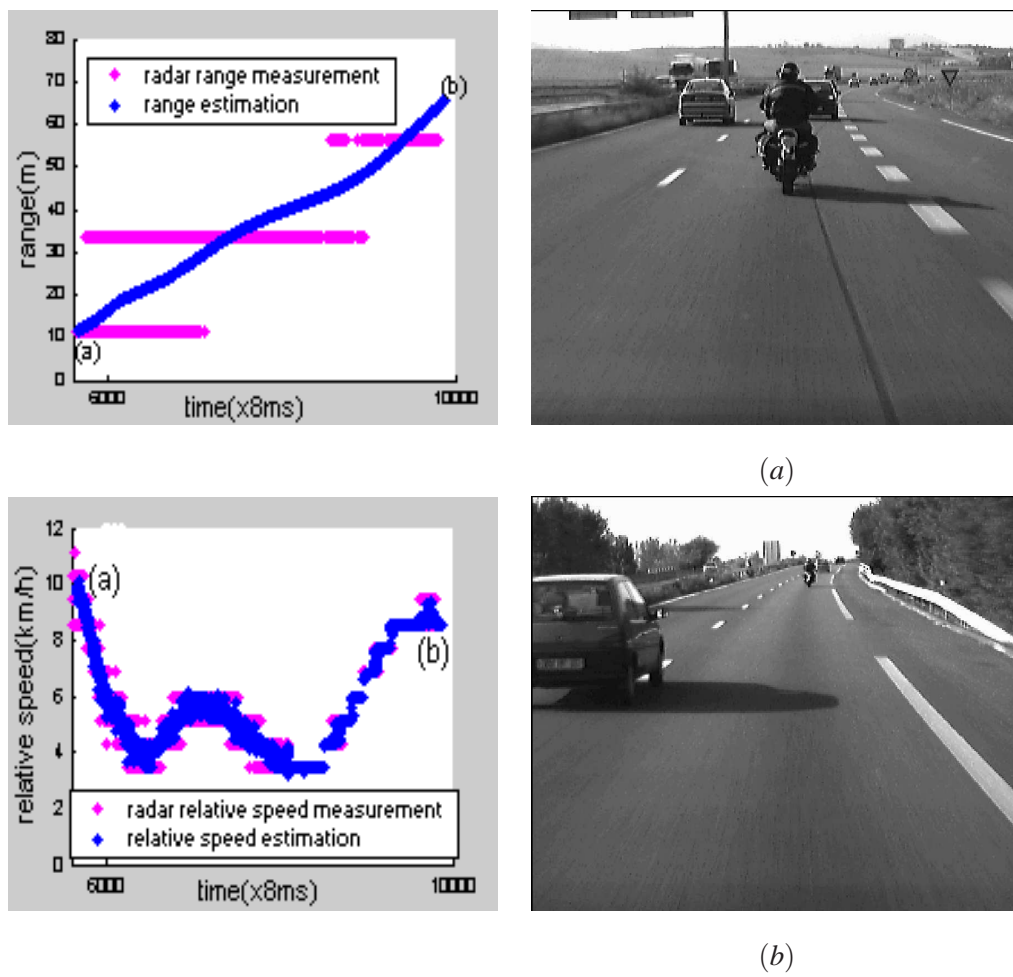 80
70
60
50
40
30
20
10
0
radar range measurement
range estimation
(b)
(a)
range(m)
6000
10000
time(x8ms)
(a)
12
10
8
6
4
2
0
(a)
(b)
relative speed(km/h)
radar relative speed measurement
relative speed estimation
6000
10000
time(x8ms)
(b)